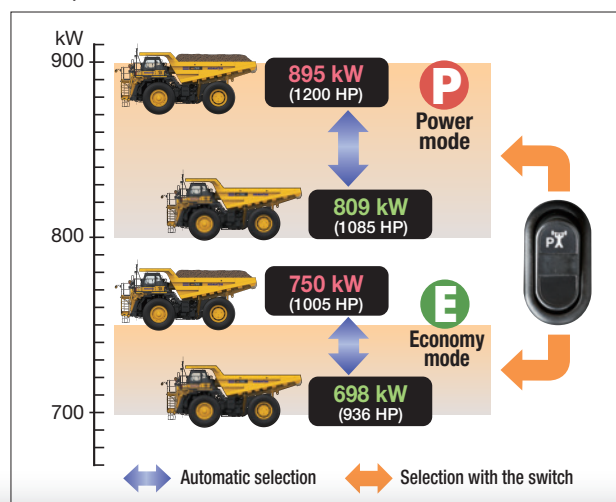 kW
900
800
700
895 kW
(1200 HP)
P
Power
mode
809 kW
(1085 HP)
P
750 kW
(1005 HP)
E
Economy
mode
698 kW
(936 HP)
Automatic selection
Selection with the switch